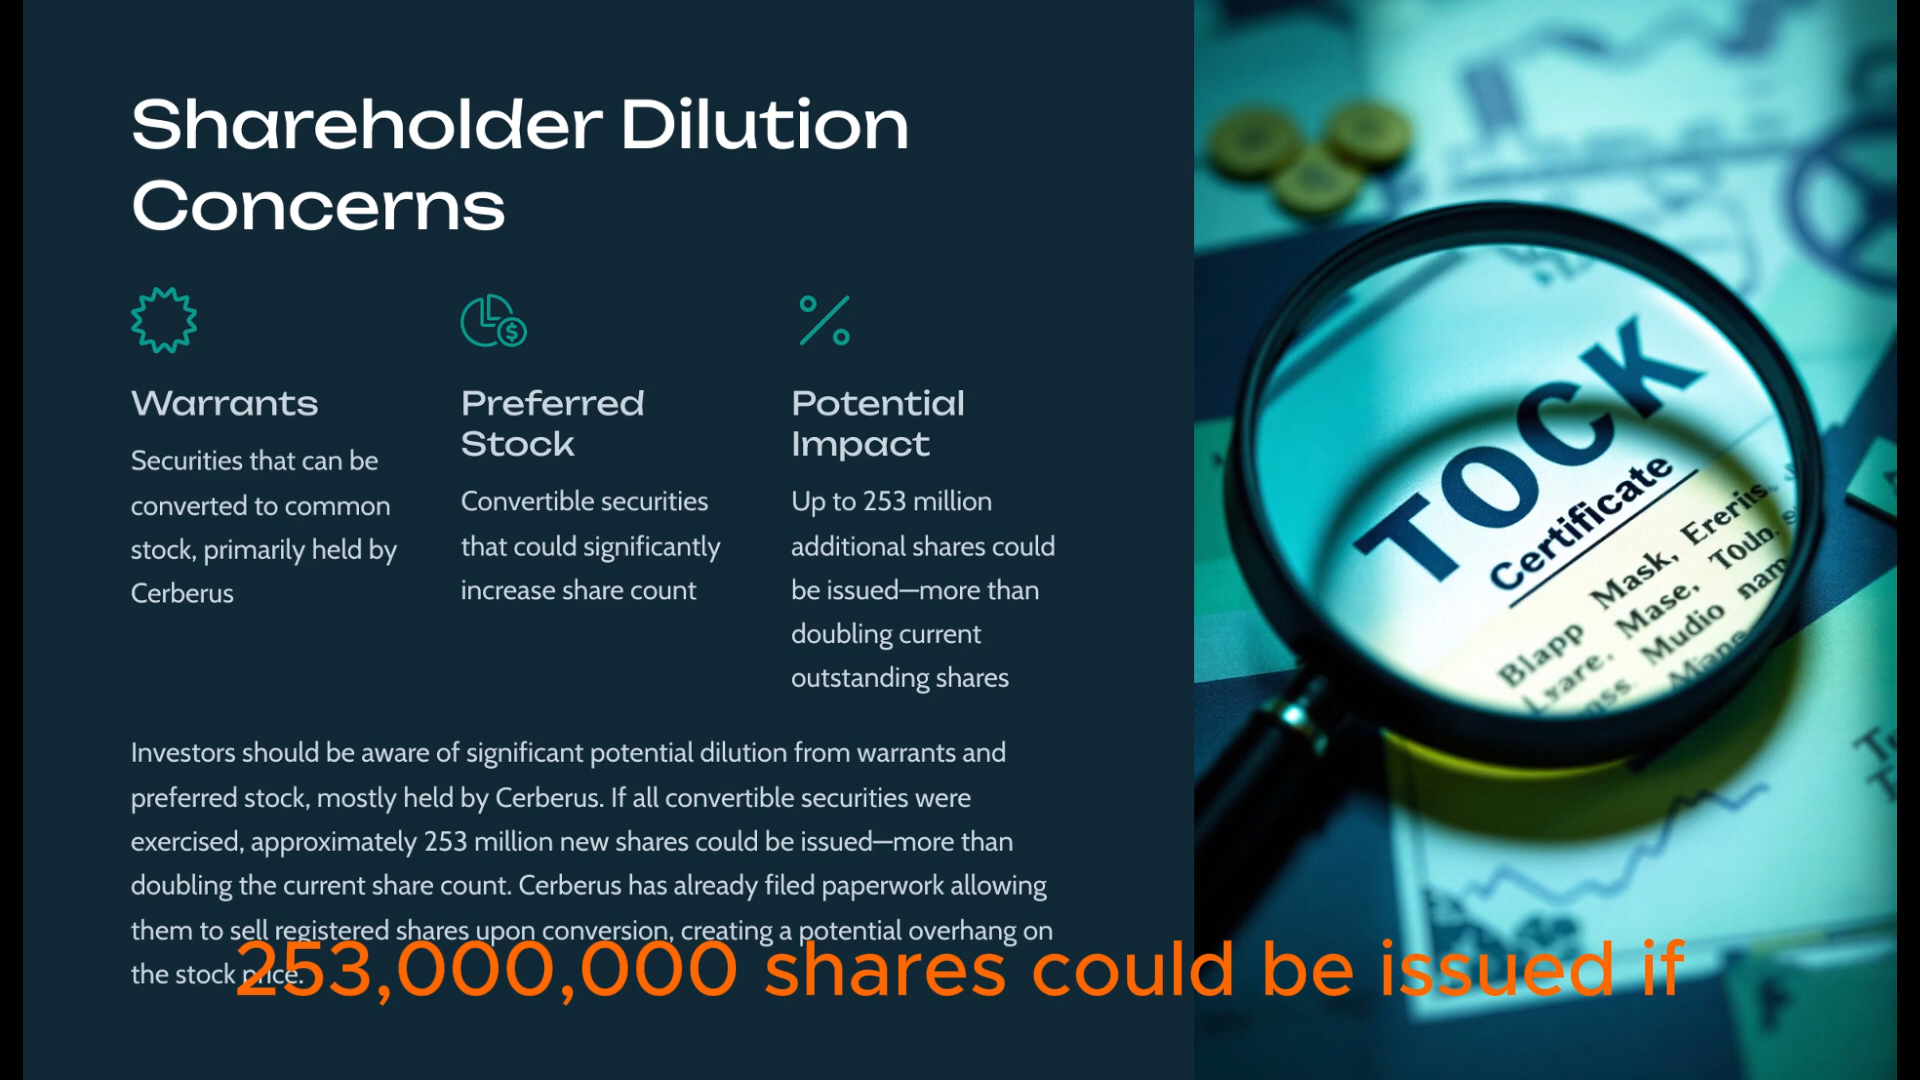 Shareholder Dilution
Concerns
Warrants
Securities that can be
converted to common
stock, primarily held by
Cerberus
Preferred
Stock
Convertible securities
that could significantly
increase share count
Potential
Impact
Up to 253 million
additional shares could
be issued—more than
doubling current
outstanding shares
Investors should be aware of significant potential dilution from warrants and
preferred stock, mostly held by Cerberus. If all convertible securities were
exercised, approximately 253 million new shares could be issued—more than
doubling the current share count. Cerberus has already filed paperwork allowing
them to sell registered shares upon conversion, creating a potential overhang on
the stock price.
253,000,000 shares could be issued if
TOCK
Certificate
Blapp Mask,
Lyare, Mase,
Mudio nam